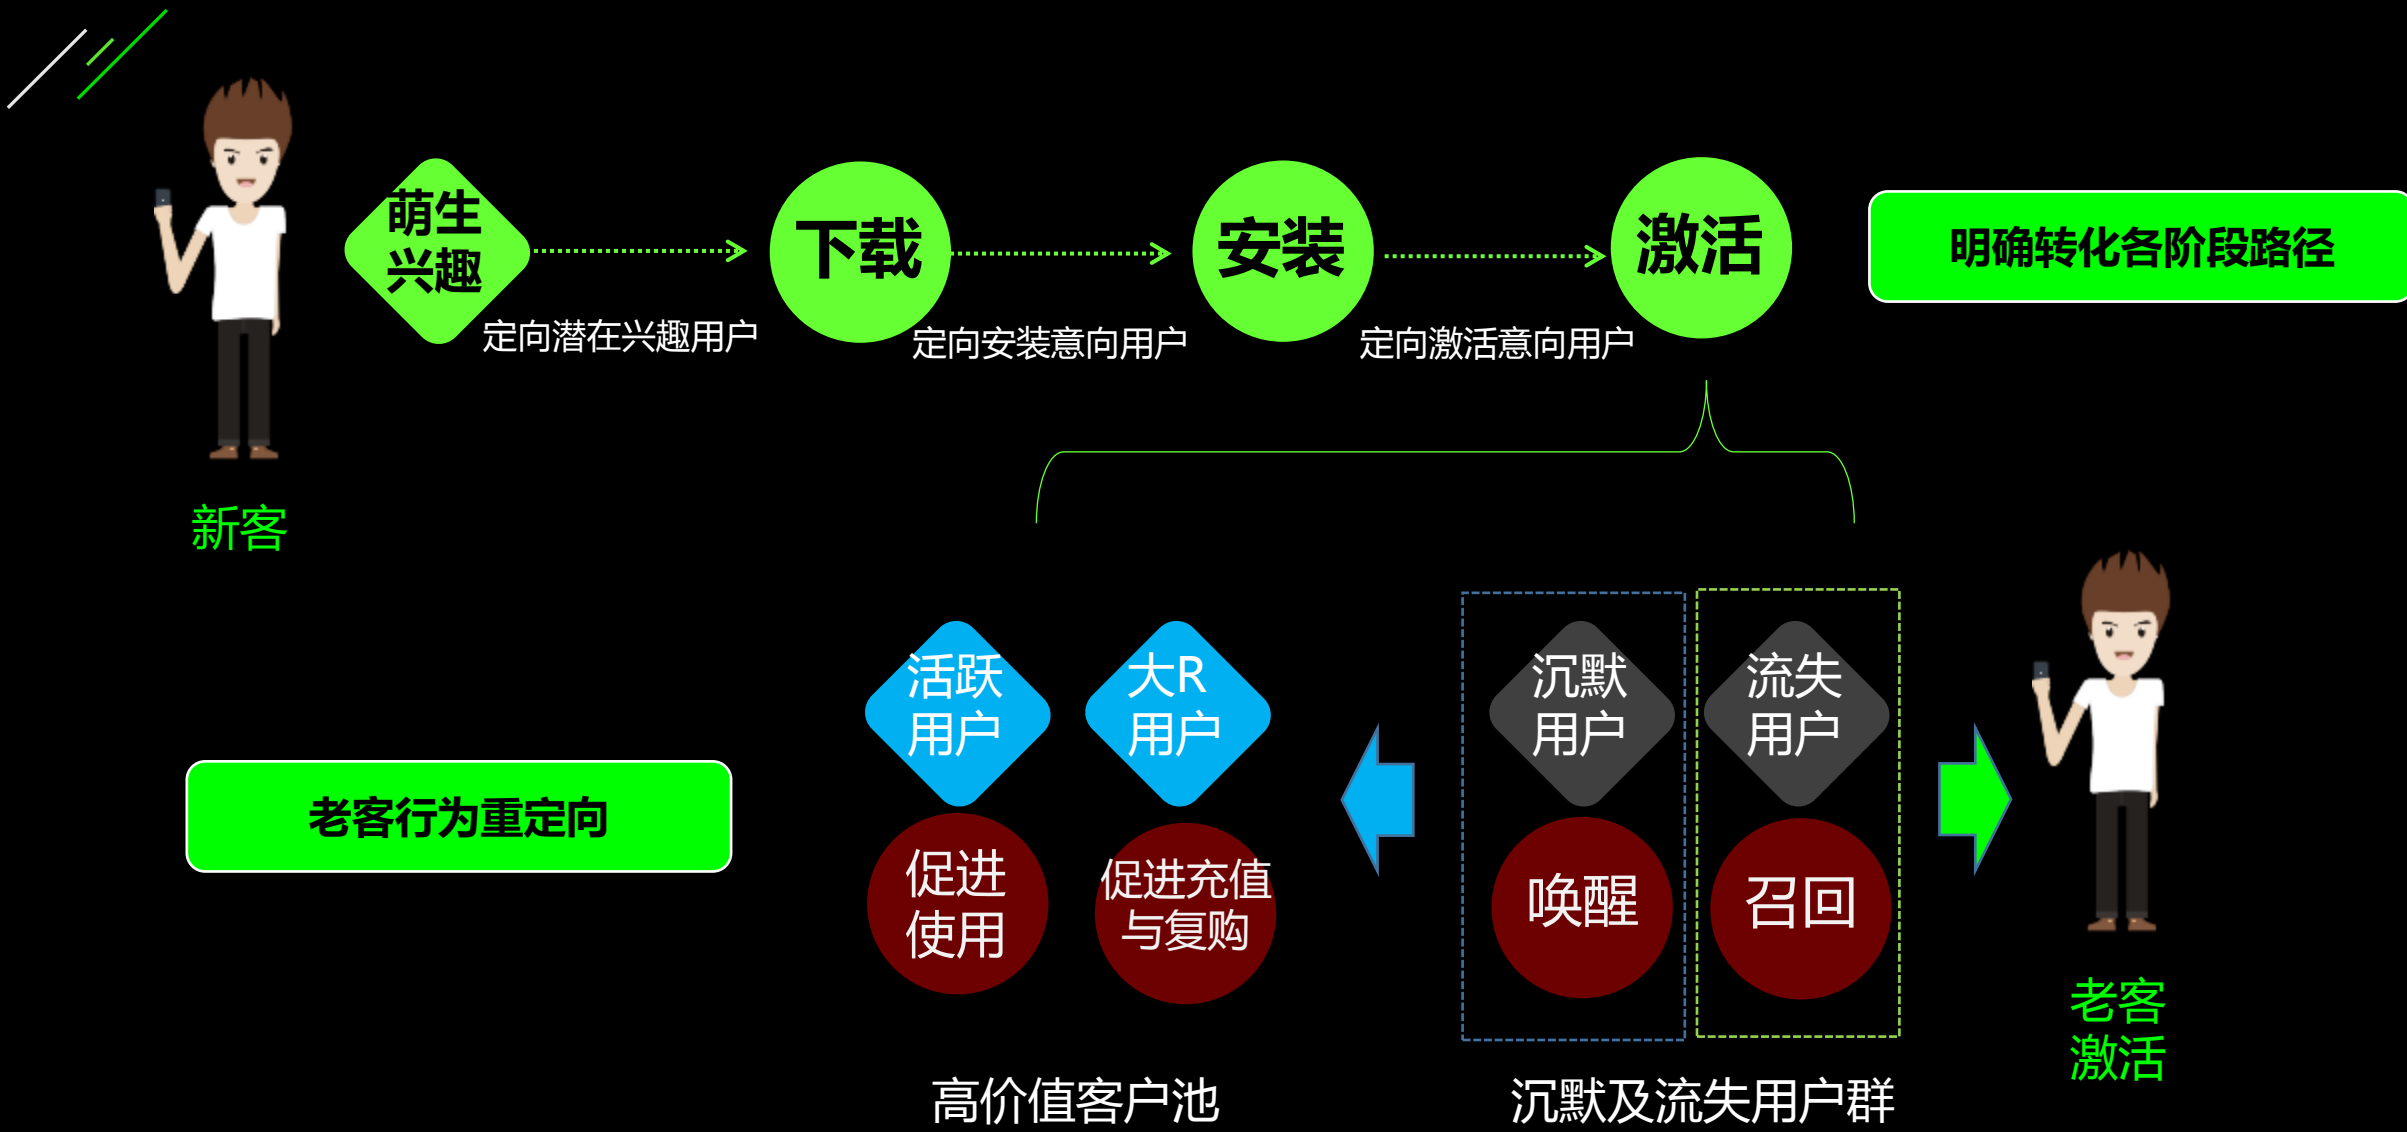 萌生
兴趣
下载
安装
激活
明确转化各阶段路径
定向潜在兴趣用户
定向安装意向用户
定向激活意向用户
新客
活跃
用户
大R
用户
沉默
用户
流失
用户
老客行为重定向
促进
使用
促进充值
与复购
唤醒
召回
老客
激活
高价值客户池
沉默及流失用户群